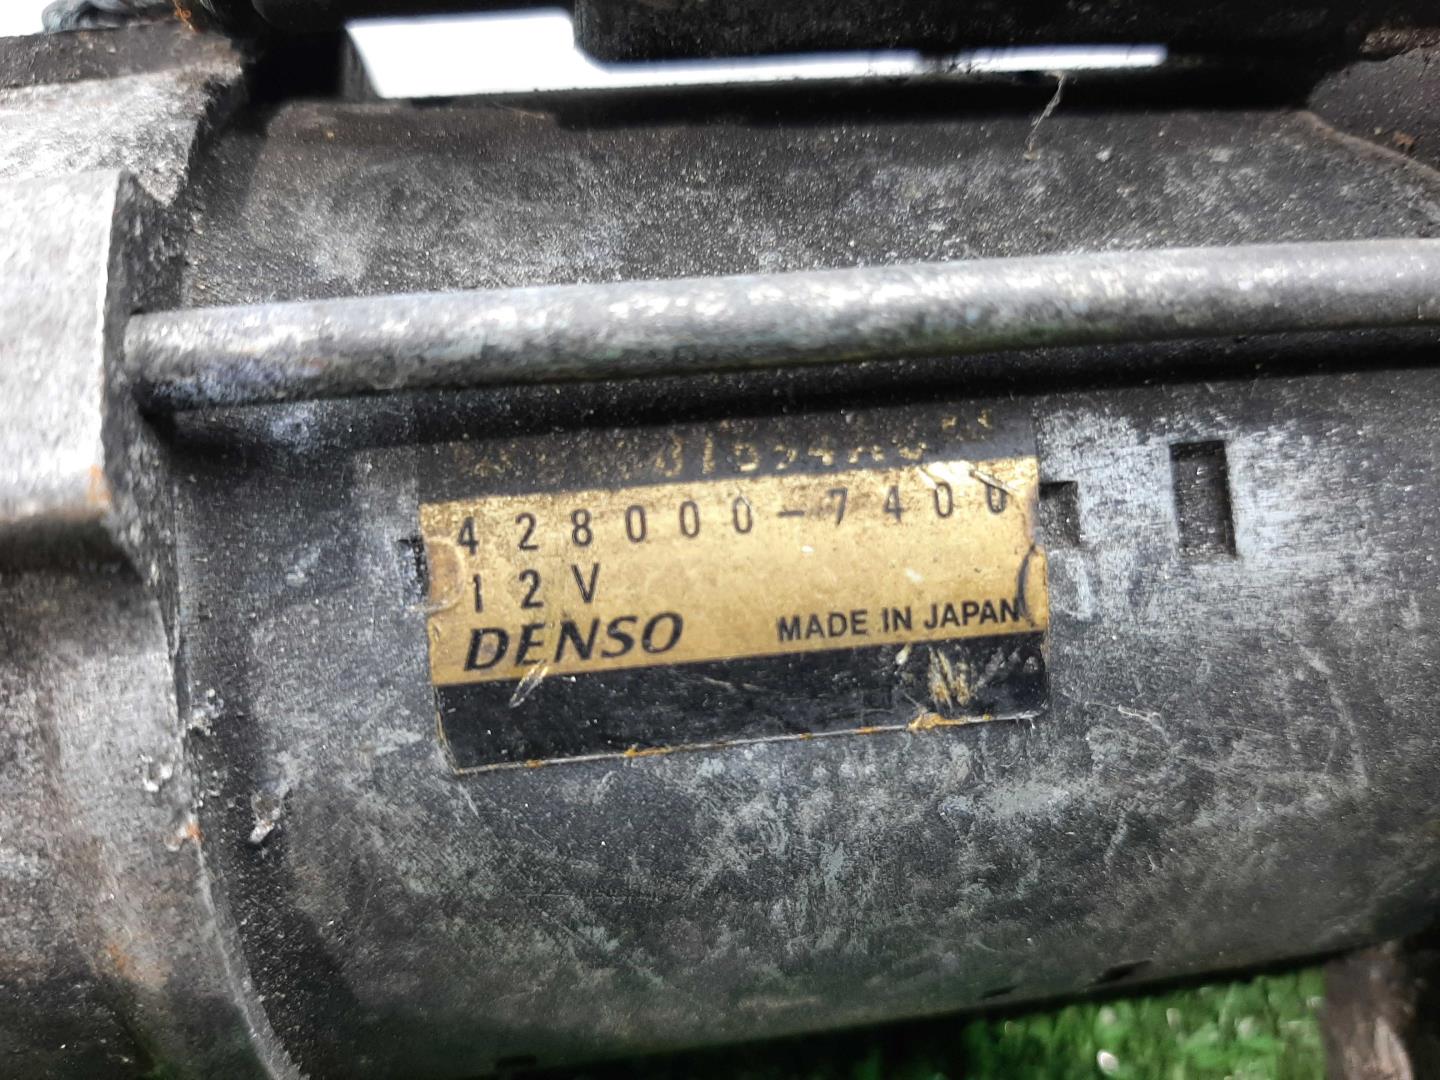 428000-7400
12V
DENSO MADE IN JAPAN